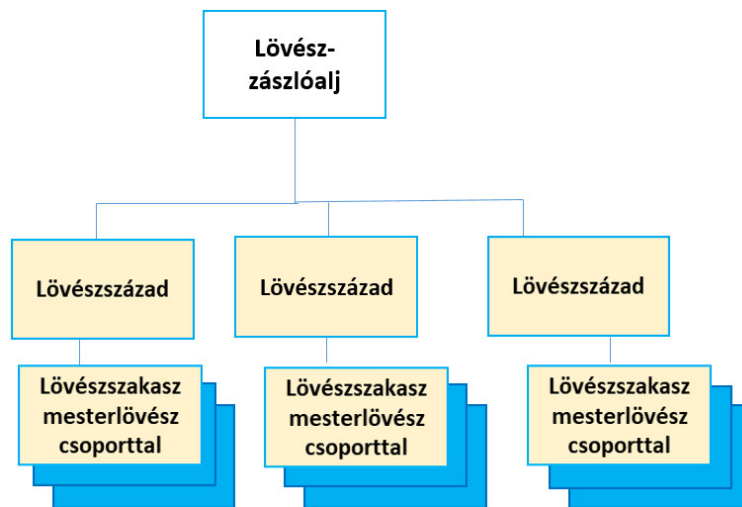 Lövész-
zászlóalj
Lövészszázad
Lövészszázad
Lövészszázad
Lövészszakasz
mesterlövész
csoporttal
Lövészszakasz
mesterlövész
csoporttal
Lövészszakasz
mesterlövész
csoporttal